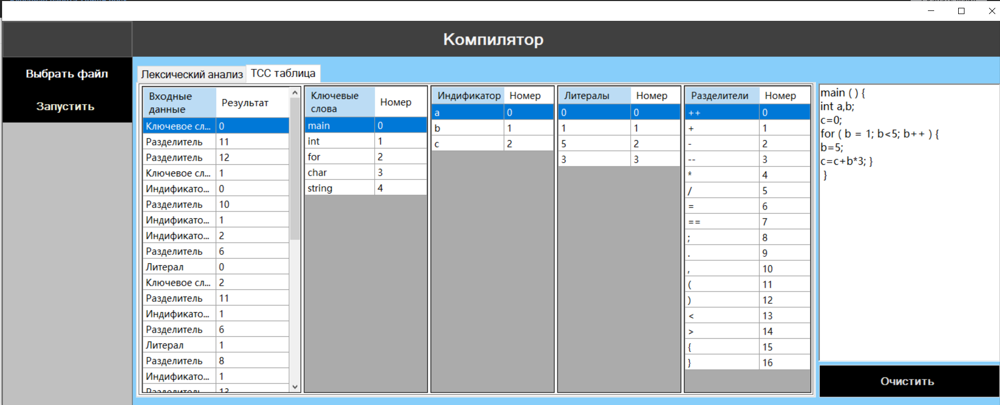 Компилятор
Выбрать файл
Запустить
Лексический анализ
ТСС таблица
Входные данные Результат
Ключевое сл... 0
Разделитель 11
Разделитель 12
Ключевое сл... 1
Индификато... 0
Разделитель 10
Индификато... 1
Индификато... 2
Разделитель 6
Литерал 0
Ключевое сл... 2
Разделитель 11
Индификато... 1
Разделитель 6
Литерал 1
Разделитель 8
Индификато... 1
Разделитель 13
Ключевые слова Номер
main 0
int 1
for 2
char 3
string 4
Индификатор Номер
a 0
b 1
c 2
Литералы Номер
0 0
1 1
5 2
3 3
Разделители Номер
++ 0
+ 1
- 2
-- 3
* 4
/ 5
= 6
== 7
; 8
. 9
, 10
( 11
) 12
< 13
> 14
{ 15
} 16
main ( ) {
int a,b;
c=0;
for ( b = 1; b<5; b++ ) {
b=5;
c=c+b*3; }
}
Очистить